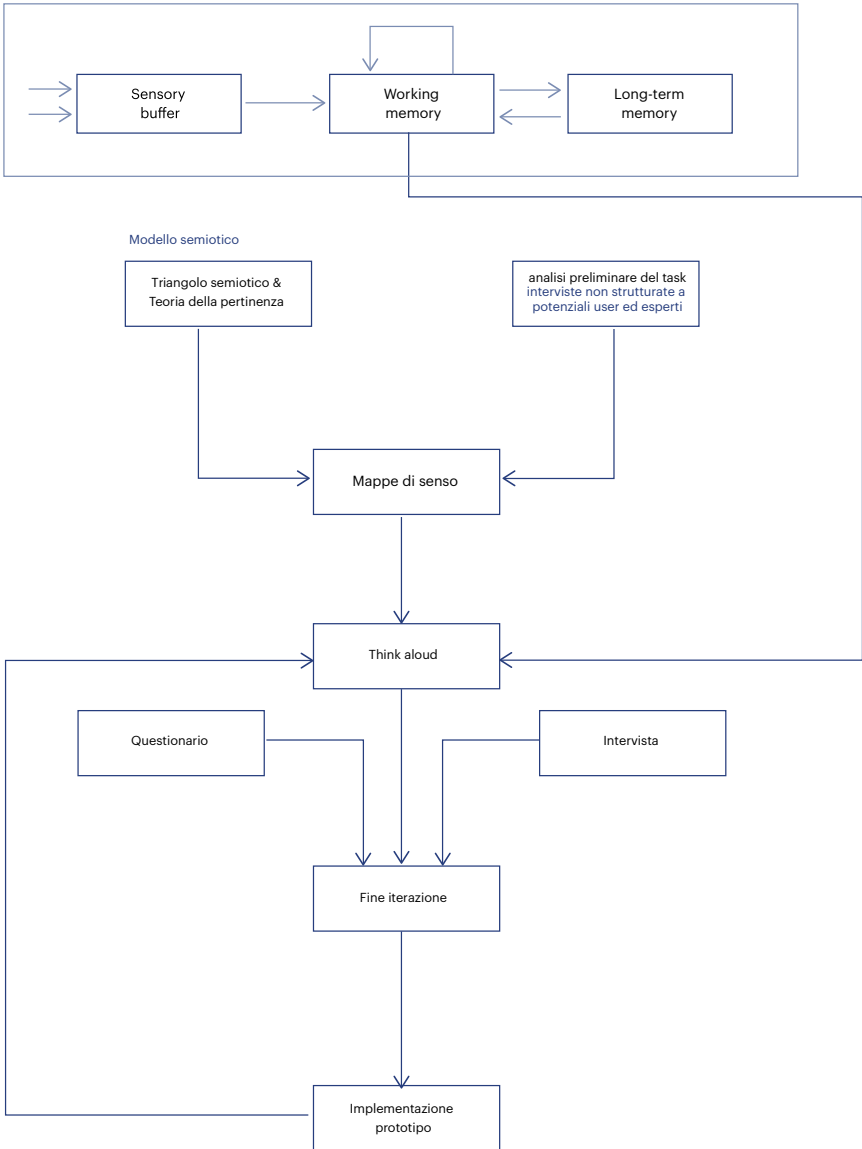 Sensory
buffer
Working
memory
Long-term
memory
Modello semiotico
Triangolo semiotico &
Teoria della pertinenza
analisi preliminare del task
interviste non strutturate a
potenziali user ed esperti
Mappe di senso
Think aloud
Questionario
Intervista
Fine iterazione
Implementazione
prototipo